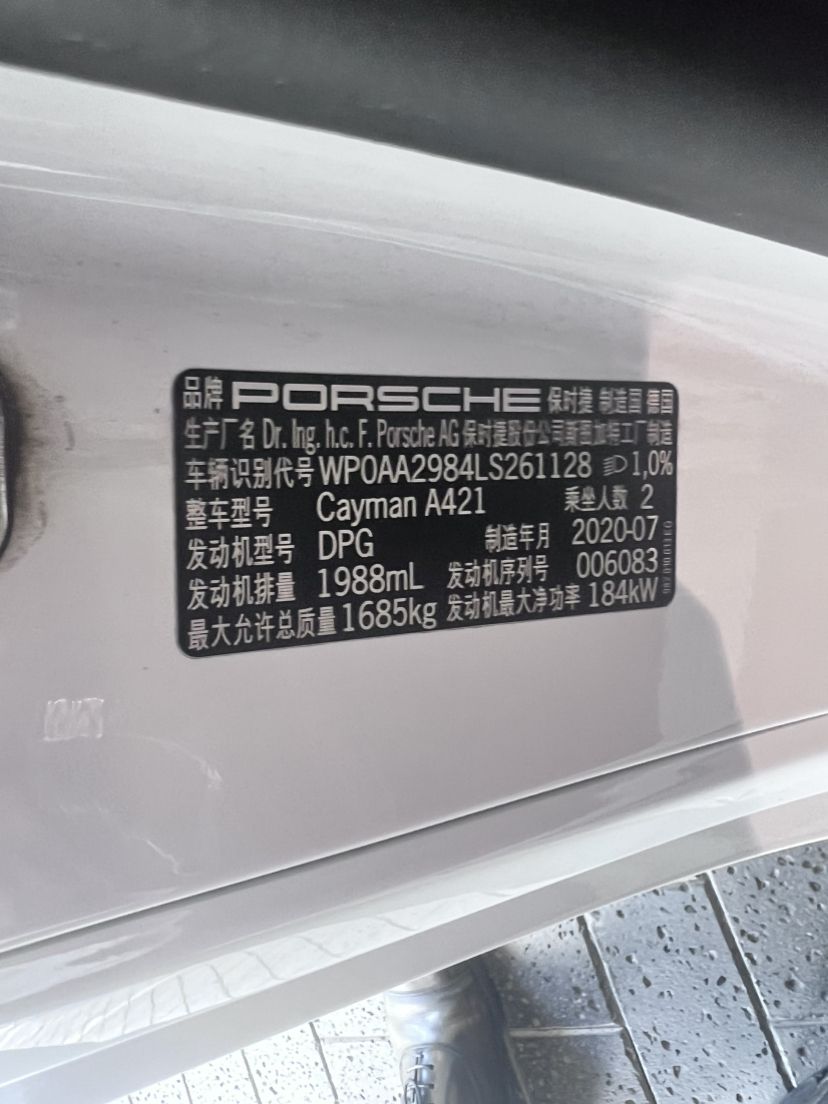 品牌 PORSCHE 保时捷 制造国 德国
生产厂名 Dr. Ing. h.c. F. Porsche AG 保时捷股份公司斯图加特工厂制造
车辆识别代号 WP0AA2984LS261128 1,0%
整车型号 Cayman A421 乘坐人数 2
发动机型号 DPG 制造年月 2020-07
发动机排量 1988mL 发动机序列号 006083
最大允许总质量 1685kg 发动机最大净功率 184kW